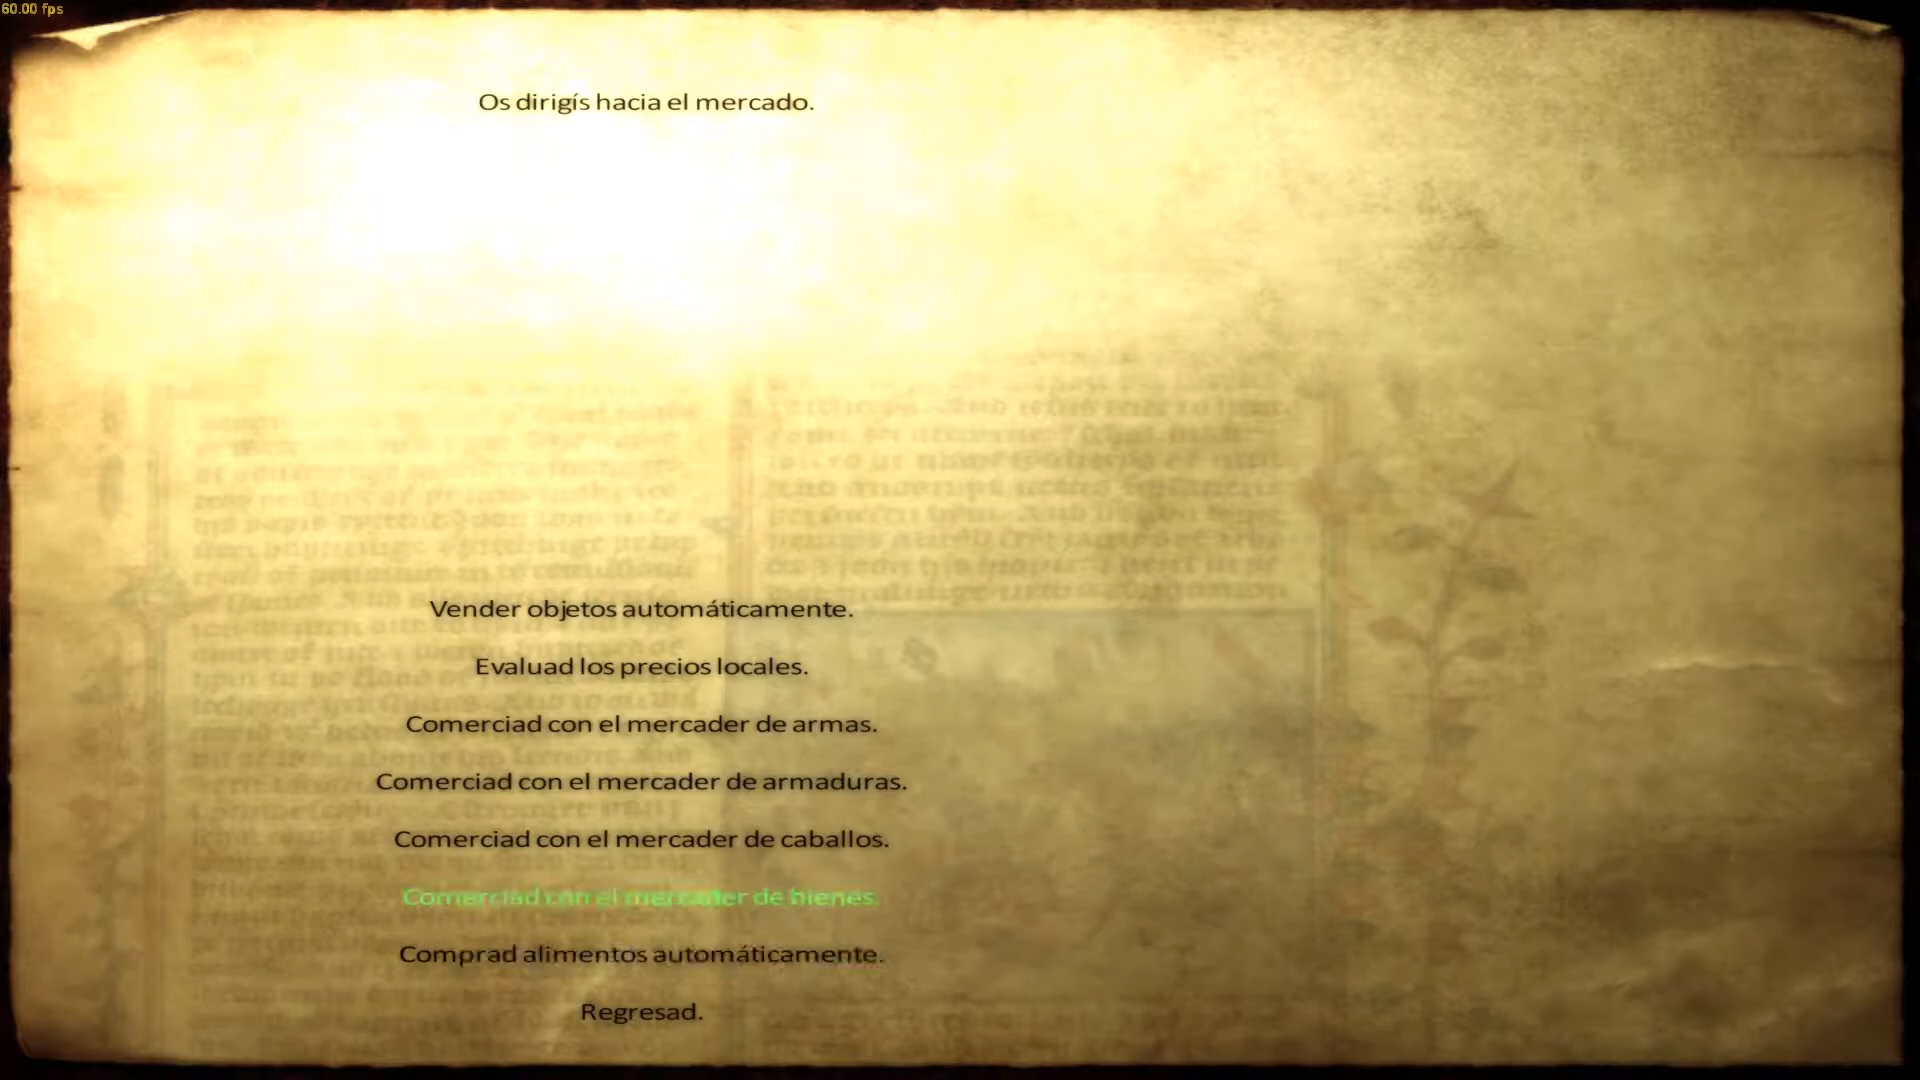 60.00 fps
Os dirigís hacia el mercado.
Vender objetos automáticamente.
Evaluad los precios locales.
Comerciad con el mercader de armas.
Comerciad con el mercader de armaduras.
Comerciad con el mercader de caballos.
Comerciad con el mercader de bienes.
Comprad alimentos automáticamente.
Regresad.